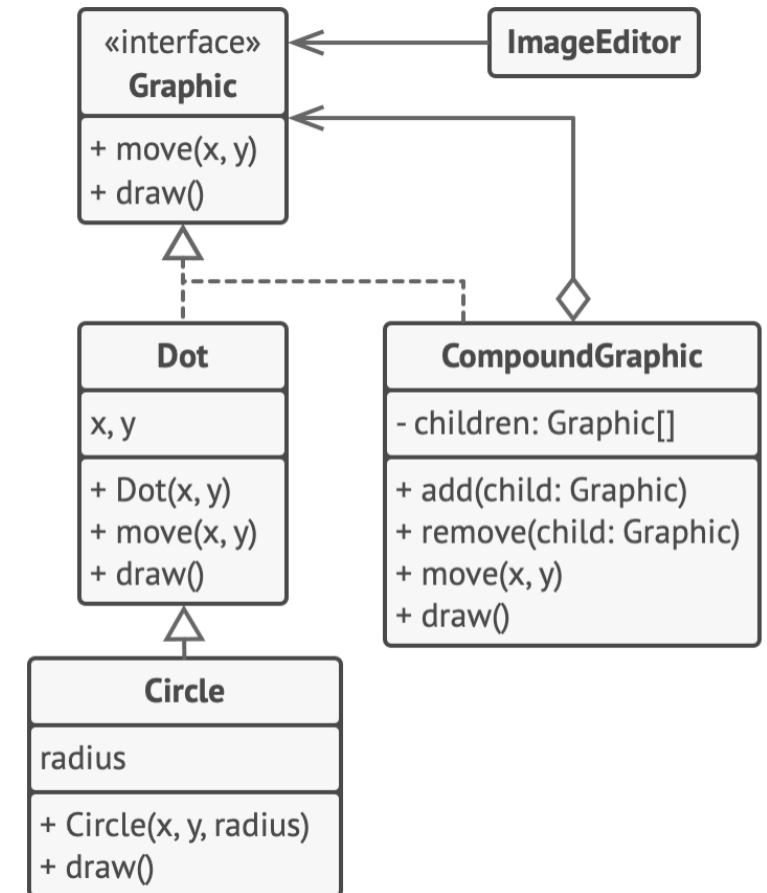 «interface»
Graphic
+ move(x, y)
+ draw()
ImageEditor
Dot
x, y
+ Dot(x, y)
+ move(x, y)
+ draw()
CompoundGraphic
- children: Graphic[]
+ add(child: Graphic)
+ remove(child: Graphic)
+ move(x, y)
+ draw()
Circle
radius
+ Circle(x, y, radius)
+ draw()